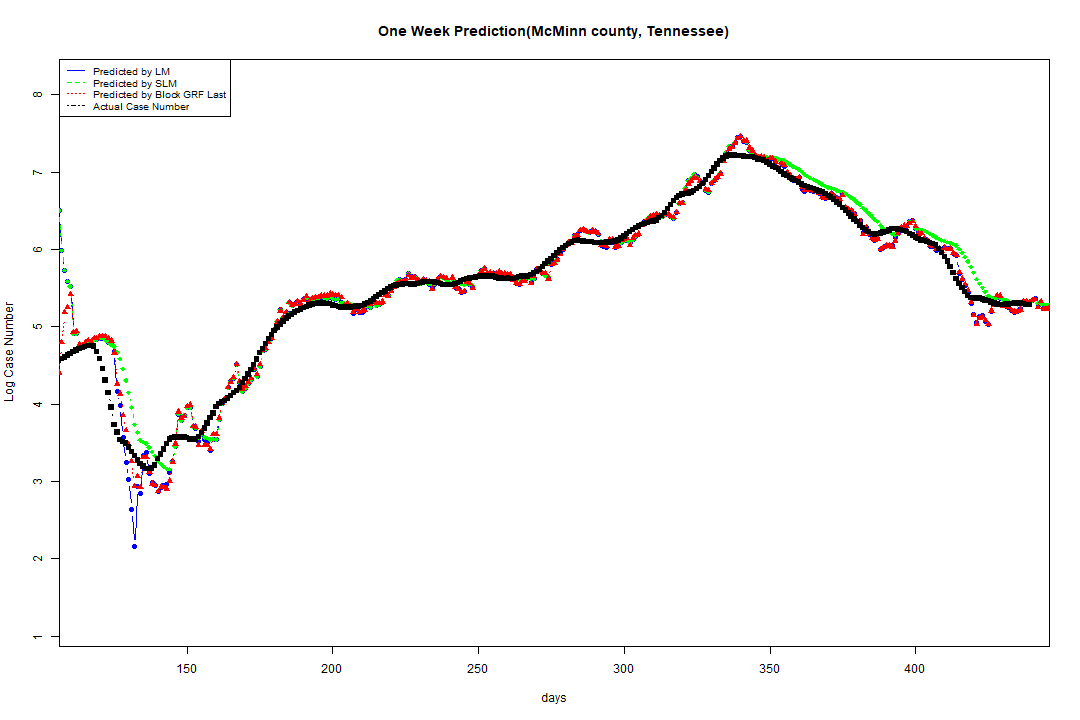 One Week Prediction(McMinn county, Tennessee)
Predicted by LM
Predicted by SLM
Predicted by Block GRF Last
Actual Case Number
Log Case Number
8
7
6
5
4
3
2
1
150 200 250 300 350 400
days